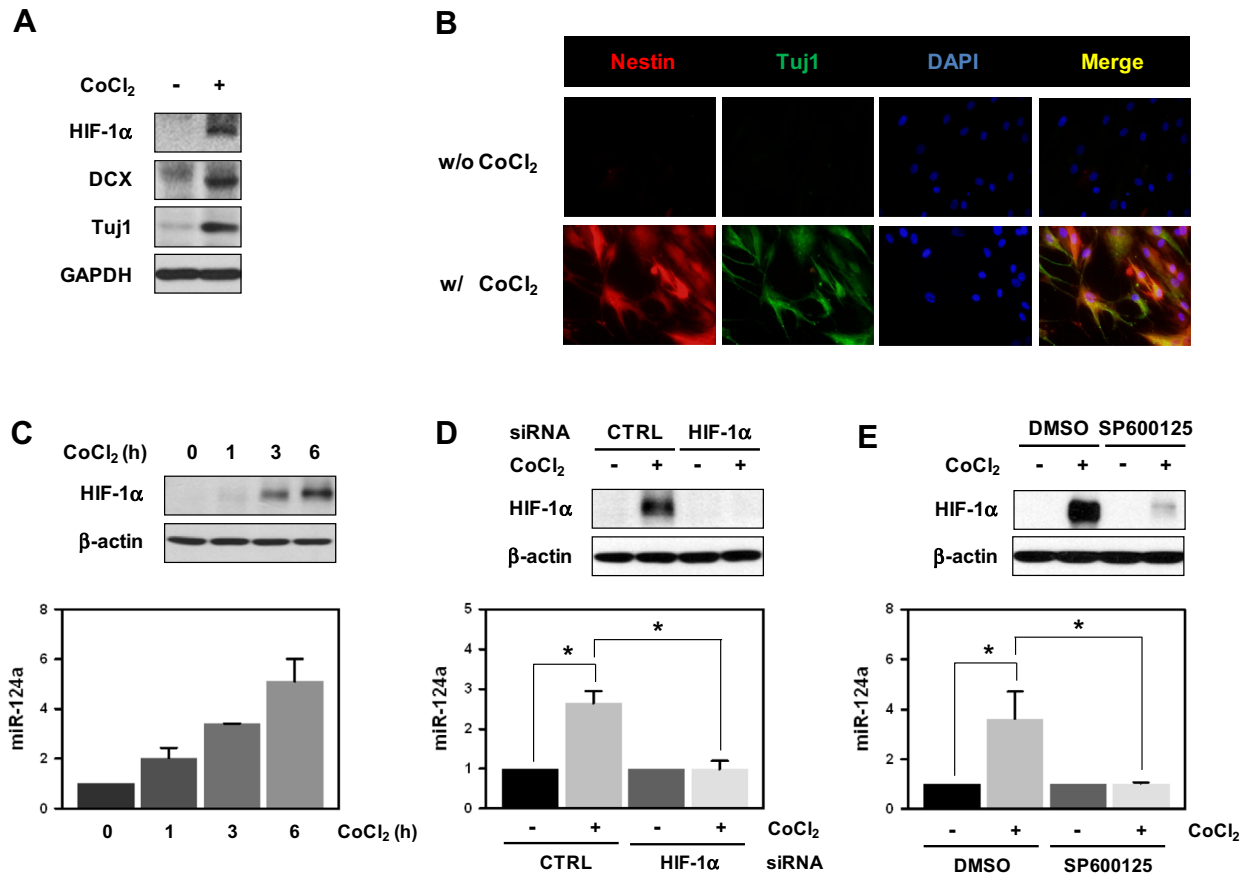 A
CoCl₂ - +
HIF-1α
DCX
Tuj1
GAPDH
B
Nestin Tuj1 DAPI Merge
w/o CoCl₂
w/ CoCl₂
C
CoCl₂ (h) 0 1 3 6
HIF-1α
β-actin
8
6
4
2
0
miR-124a
0 1 3 6 CoCl₂ (h)
D
siRNA CTRL HIF-1α
CoCl₂ - + - +
HIF-1α
β-actin
5
4
3
2
1
0
miR-124a
* *
- + - + CoCl₂
CTRL HIF-1α siRNA
E
DMSO SP600125
CoCl₂ - + - +
HIF-1α
β-actin
8
6
4
2
0
miR-124a
* *
- + - + CoCl₂
DMSO SP600125